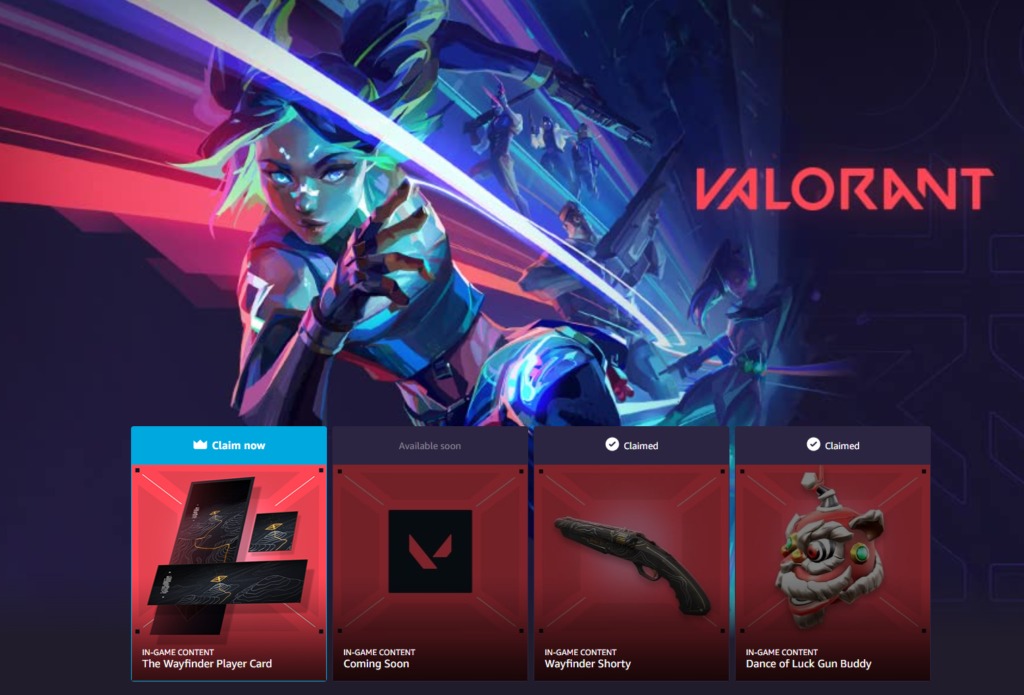 VALORANT
Claim now
Available soon
Claimed
Claimed
IN-GAME CONTENT
The Wayfinder Player Card
IN-GAME CONTENT
Coming Soon
IN-GAME CONTENT
Wayfinder Shorty
IN-GAME CONTENT
Dance of Luck Gun Buddy